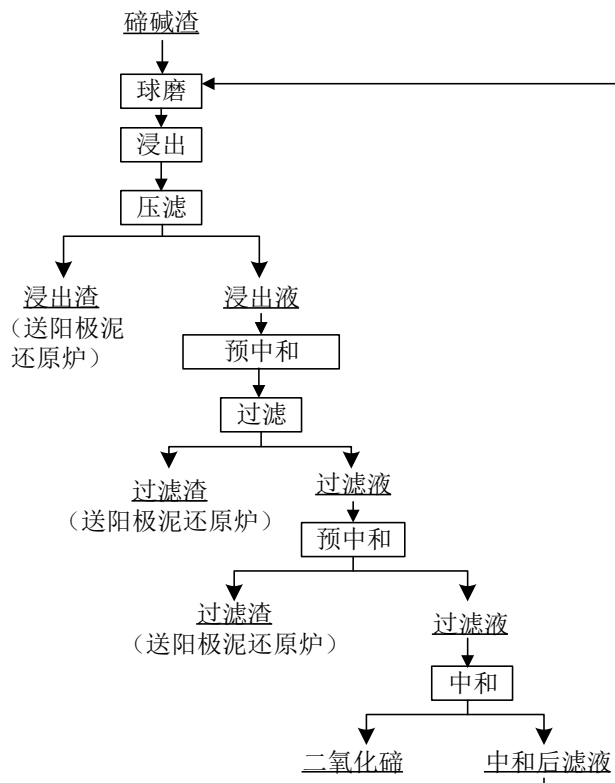 碲碱渣
球磨
浸出
压滤
浸出渣
（送阳极泥
还原炉）
浸出液
预中和
过滤
过滤渣
（送阳极泥还原炉）
过滤液
预中和
过滤渣
（送阳极泥还原炉）
过滤液
中和
二氧化碲
中和后滤液